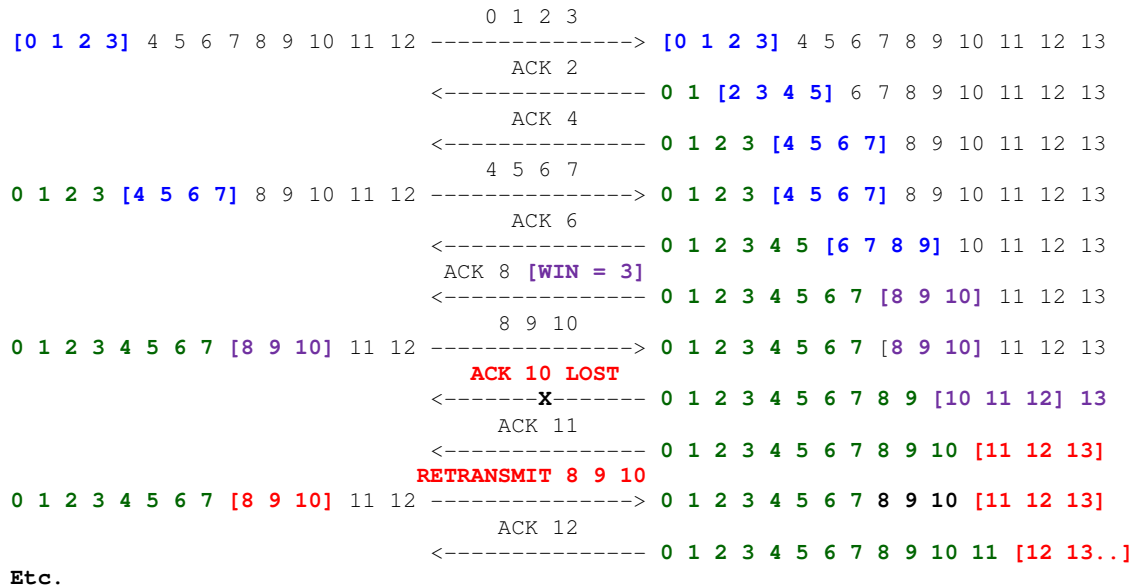 0 1 2 3
[0 1 2 3] 4 5 6 7 8 9 10 11 12 ---------------> [0 1 2 3] 4 5 6 7 8 9 10 11 12 13
ACK 2
<--------------- 0 1 [2 3 4 5] 6 7 8 9 10 11 12 13
ACK 4
<--------------- 0 1 2 3 [4 5 6 7] 8 9 10 11 12 13
4 5 6 7
0 1 2 3 [4 5 6 7] 8 9 10 11 12 ---------------> 0 1 2 3 [4 5 6 7] 8 9 10 11 12 13
ACK 6
<--------------- 0 1 2 3 4 5 [6 7 8 9] 10 11 12 13
ACK 8 [WIN = 3]
<--------------- 0 1 2 3 4 5 6 7 [8 9 10] 11 12 13
8 9 10
0 1 2 3 4 5 6 7 [8 9 10] 11 12 ---------------> 0 1 2 3 4 5 6 7 [8 9 10] 11 12 13
ACK 10 LOST
<-------X------- 0 1 2 3 4 5 6 7 8 9 [10 11 12] 13
ACK 11
<--------------- 0 1 2 3 4 5 6 7 8 9 10 [11 12 13]
RETRANSMIT 8 9 10
0 1 2 3 4 5 6 7 [8 9 10] 11 12 ---------------> 0 1 2 3 4 5 6 7 8 9 10 [11 12 13]
ACK 12
<--------------- 0 1 2 3 4 5 6 7 8 9 10 11 [12 13..]
Etc.